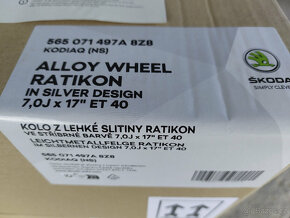 565 071 497A 8Z8
KODIAQ (NS)
ALLOY WHEEL
RATIKON
IN SILVER DESIGN
7,0J x 17" ET 40
ŠKODA
SIMPLY CLEVER
KOLO Z LEHKÉ SLITINY RATIKON
VE STŘÍBRNÉ BARVĚ 7,0J x 17" ET 40
LEICHTMETALLFELGE RATIKON
IM SILBERNEN DESIGN 7,0J x 17" ET 40
565 071 497A 8Z8
KODIAQ (NS)